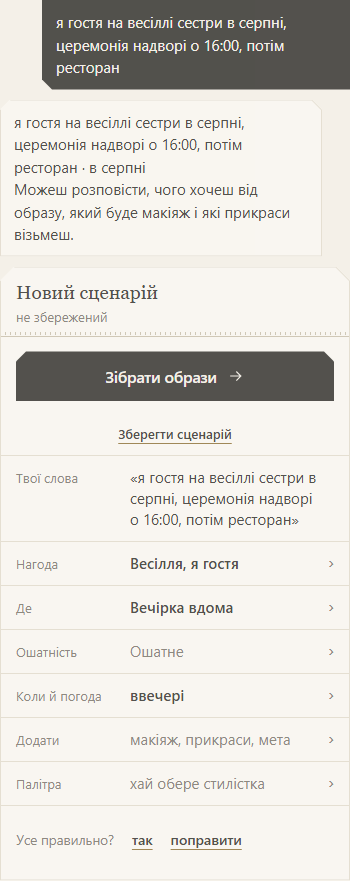 я гостя на весіллі сестри в серпні,
церемонія надворі о 16:00, потім
ресторан
я гостя на весіллі сестри в серпні,
церемонія надворі о 16:00, потім
ресторан · в серпні
Можеш розповісти, чого хочеш від
образу, який буде макіяж і які прикраси
візьмеш.
Новий сценарій
не збережений
Зібрати образи →
Зберегти сценарій
Твої слова «я гостя на весіллі сестри в
серпні, церемонія надворі
о 16:00, потім ресторан»
Нагода Весілля, я гостя ›
Де Вечірка вдома ›
Ошатність Ошатне ›
Коли й погода ввечері ›
Додати макіяж, прикраси, мета ›
Палітра хай обере стилістка ›
Усе правильно? так поправити